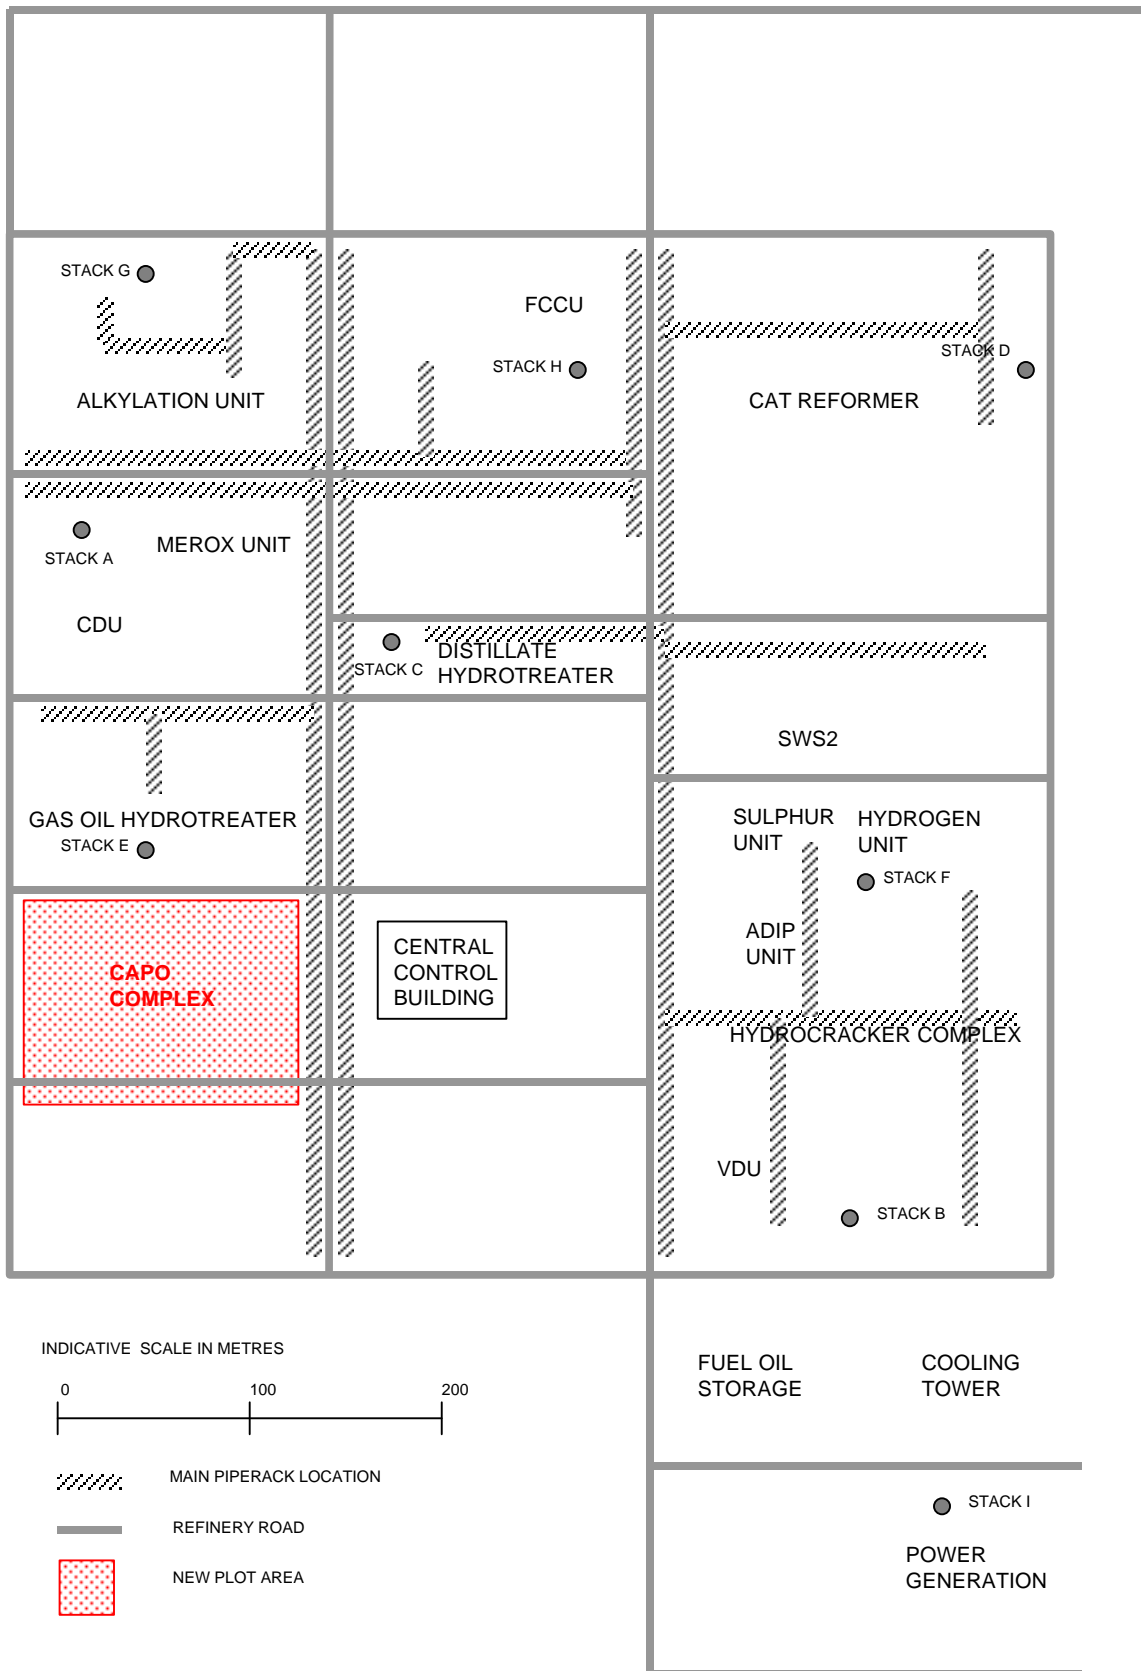 STACK G
FCCU
STACK H
STACK D
ALKYLATION UNIT
CAT REFORMER
STACK A
MEROX UNIT
CDU
STACK C
DISTILLATE
HYDROTREATER
SWS2
GAS OIL HYDROTREATER
STACK E
SULPHUR
UNIT
HYDROGEN
UNIT
STACK F
CAPO
COMPLEX
CENTRAL
CONTROL
BUILDING
ADIP
UNIT
HYDROCRACKER COMPLEX
VDU
STACK B
INDICATIVE SCALE IN METRES
0 100 200
MAIN PIPERACK LOCATION
REFINERY ROAD
NEW PLOT AREA
FUEL OIL
STORAGE
COOLING
TOWER
STACK I
POWER
GENERATION